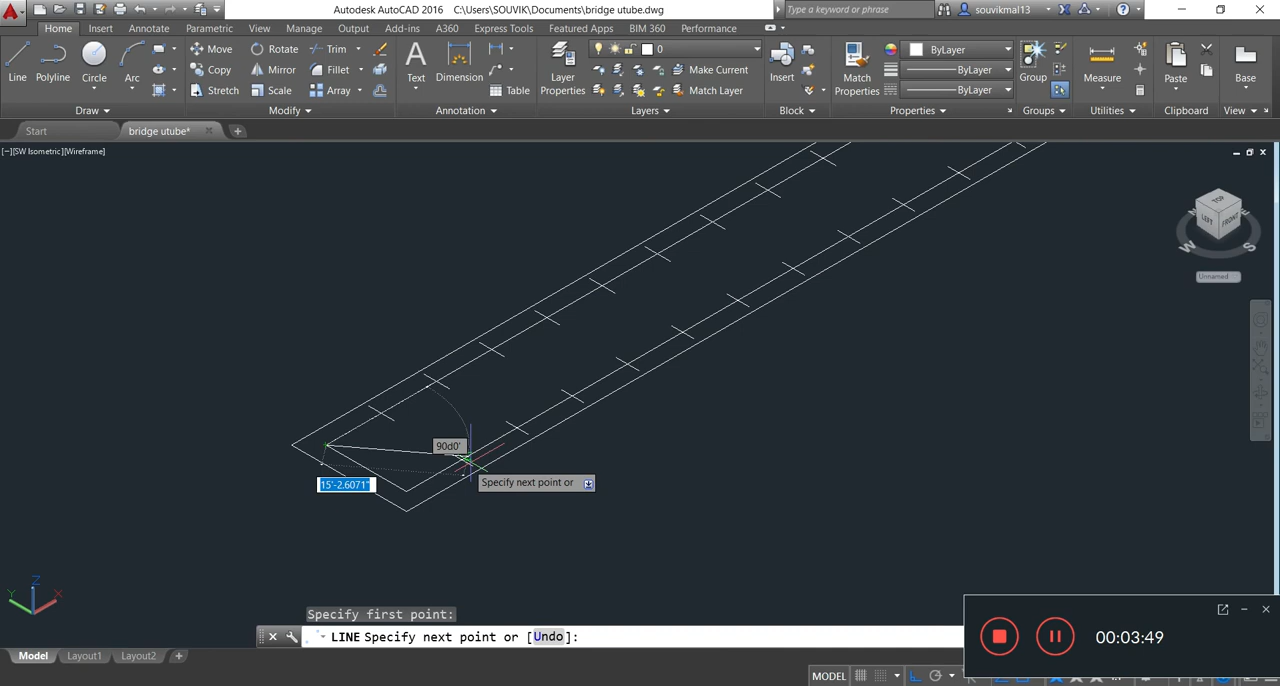 Autodesk AutoCAD 2016 C:\Users\SOUVIK\Documents\bridge utube.dwg
Type a keyword or phrase
souvikmal13
Home Insert Annotate Parametric View Manage Output Add-ins A360 Express Tools Featured Apps BIM 360 Performance
Line Polyline Circle Arc
Move Rotate Trim
Copy Mirror Fillet
Stretch Scale Array
Text Dimension Table
Layer Properties
0
Make Current
Match Layer
Insert
Match Properties
ByLayer
ByLayer
ByLayer
Group
Measure
Paste
Base
Draw Modify Annotation Layers Block Properties Groups Utilities Clipboard View
Start bridge utube*
[−][SW Isometric][Wireframe]
TOP
LEFT FRONT
W S
Unnamed
90d0'
15'-2.6071"
Specify next point or
Z
Y X
Specify first point:
LINE Specify next point or [Undo]:
00:03:49
Model Layout1 Layout2
MODEL